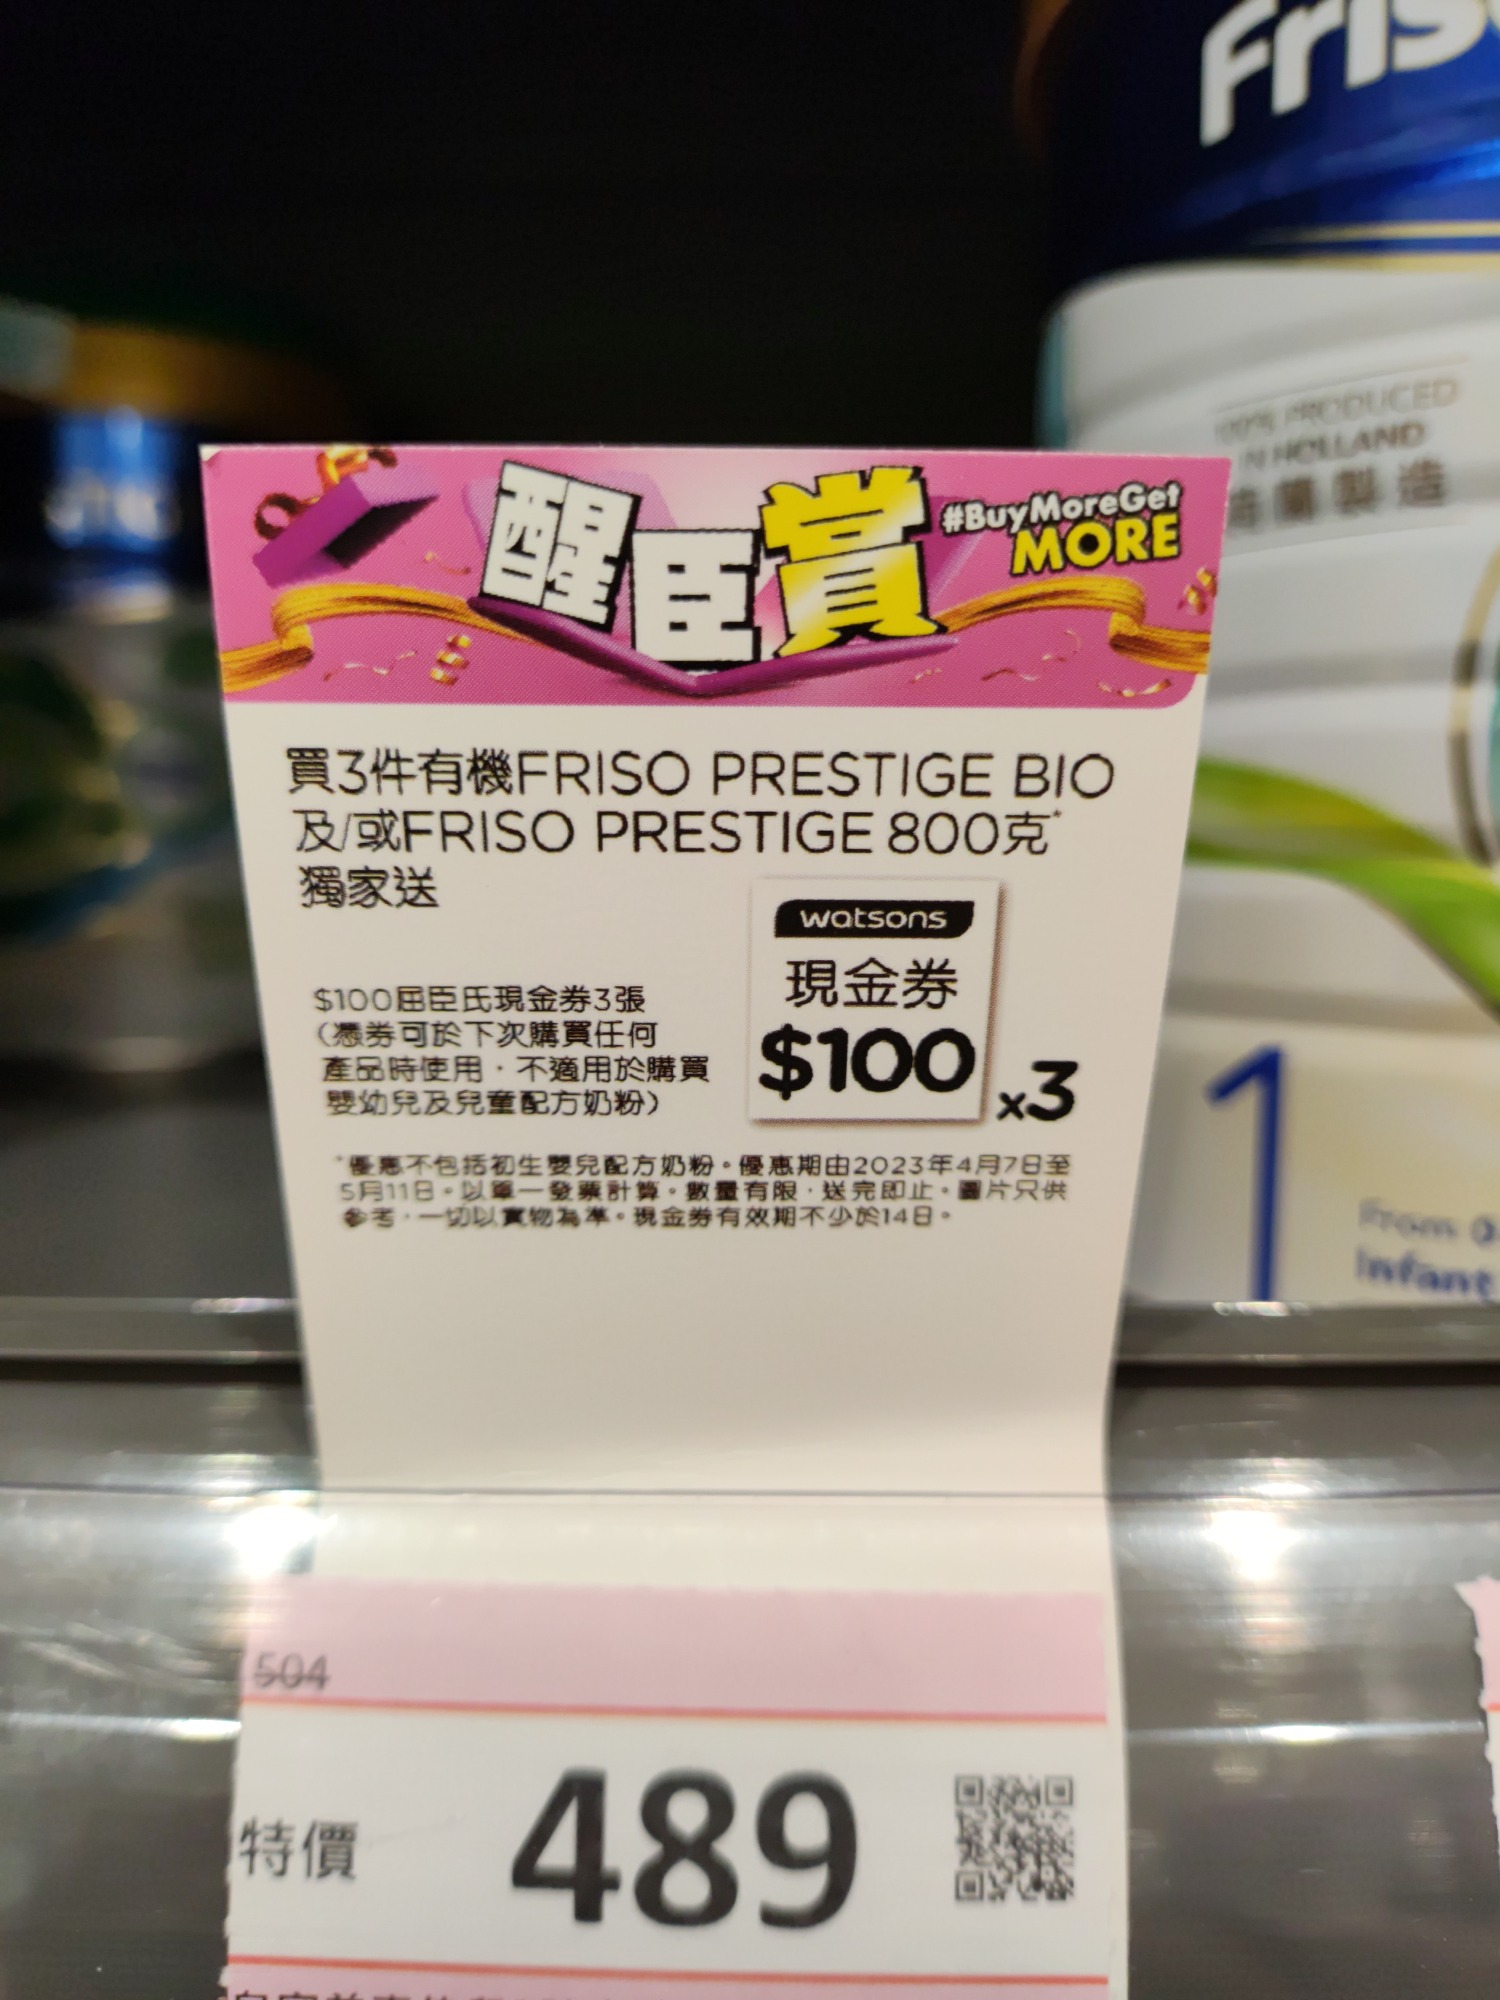 Fris
100% PRODUCED
IN HOLLAND
荷蘭製造
醒臣賞
#BuyMoreGet
MORE
買3件有機FRISO PRESTIGE BIO
及/或FRISO PRESTIGE 800克*
獨家送
watsons
現金券
$100
x3
$100屈臣氏現金券3張
(憑券可於下次購買任何
產品時使用,不適用於購買
嬰幼兒及兒童配方奶粉)
*優惠不包括初生嬰兒配方奶粉。優惠期由2023年4月7日至
5月11日。以單一發票計算。數量有限,送完即止。圖片只供
參考,一切以實物為準。現金券有效期不少於14日。
1
From 0
Infant
504
特價
489